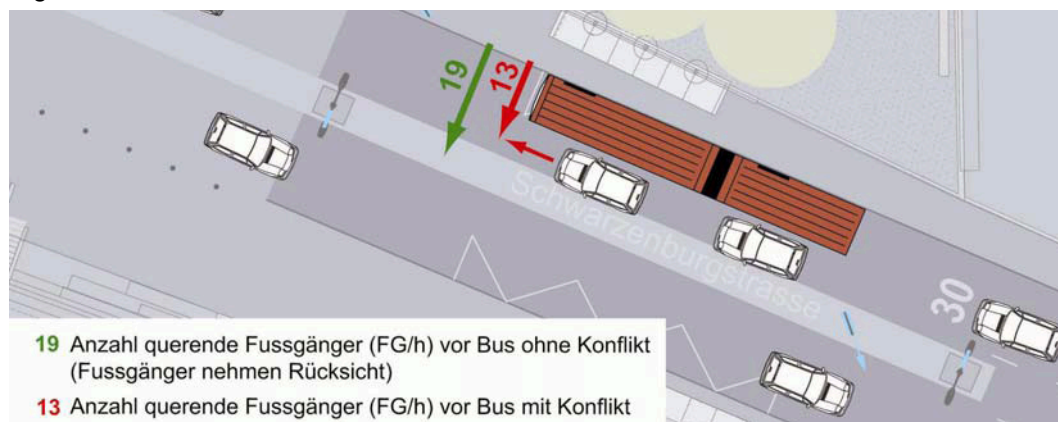 19
13
Schwarzenburgstrasse
30
19 Anzahl querende Fussgänger (FG/h) vor Bus ohne Konflikt
(Fussgänger nehmen Rücksicht)
13 Anzahl querende Fussgänger (FG/h) vor Bus mit Konflikt